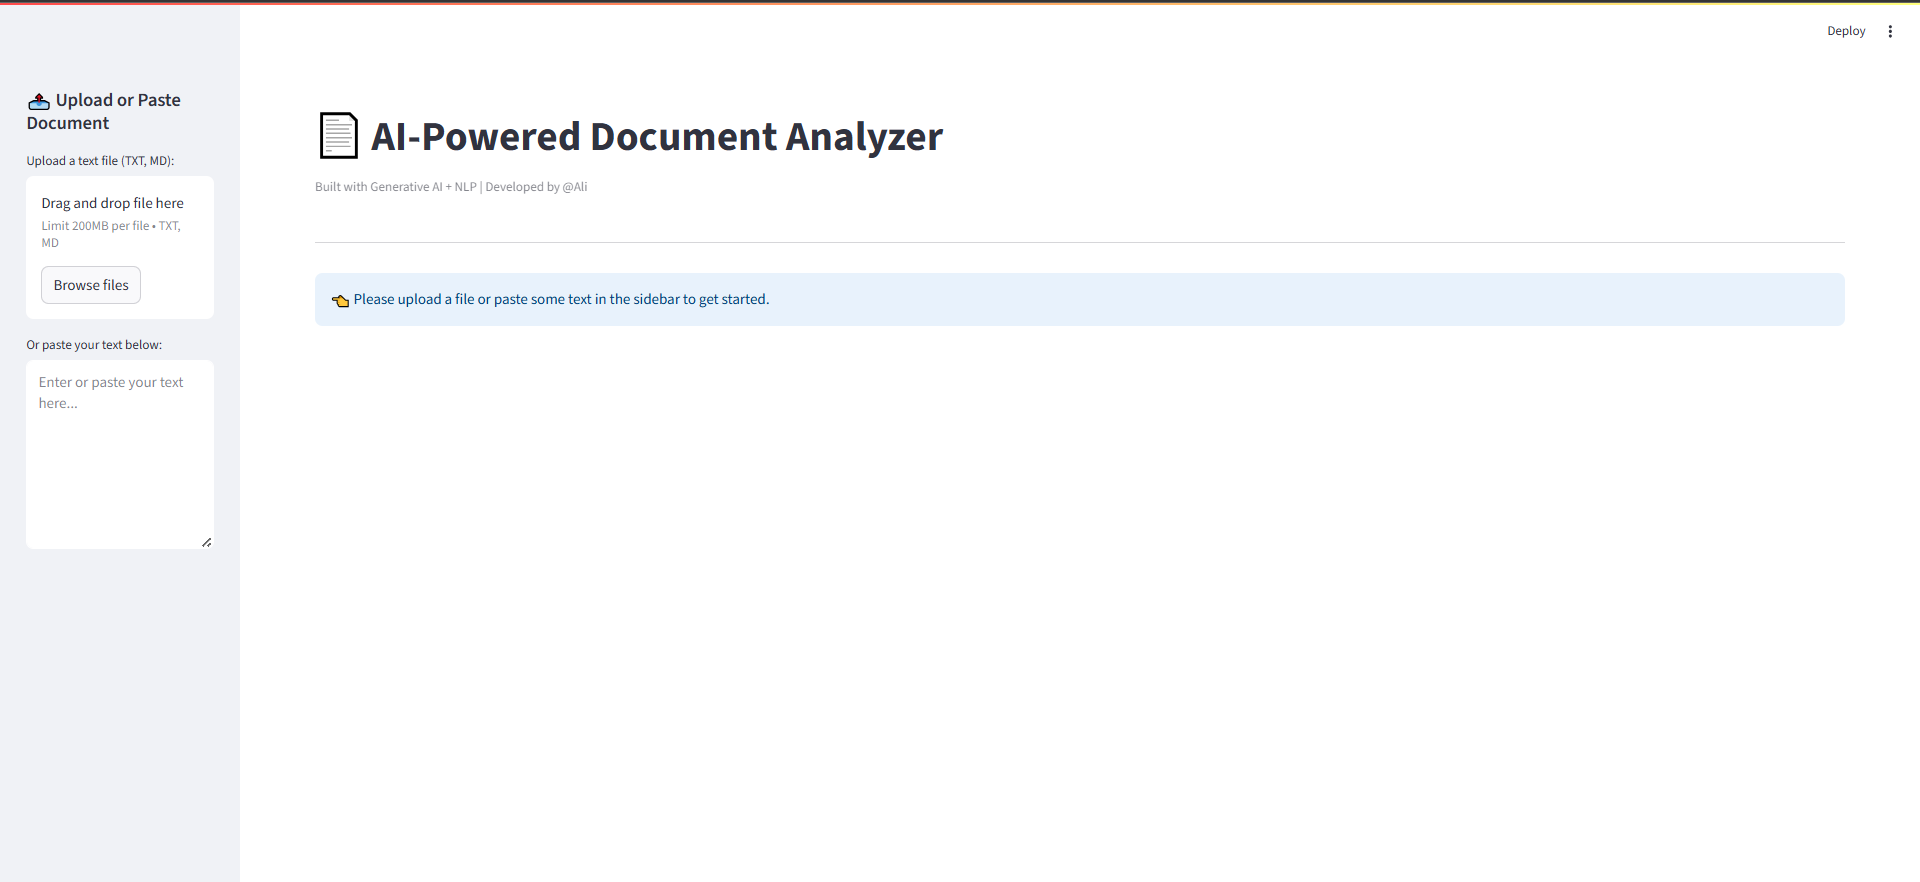 Deploy
📤 Upload or Paste
Document
Upload a text file (TXT, MD):
Drag and drop file here
Limit 200MB per file • TXT,
MD
Browse files
Or paste your text below:
Enter or paste your text
here...
📄 AI-Powered Document Analyzer
Built with Generative AI + NLP | Developed by @Ali
👈 Please upload a file or paste some text in the sidebar to get started.